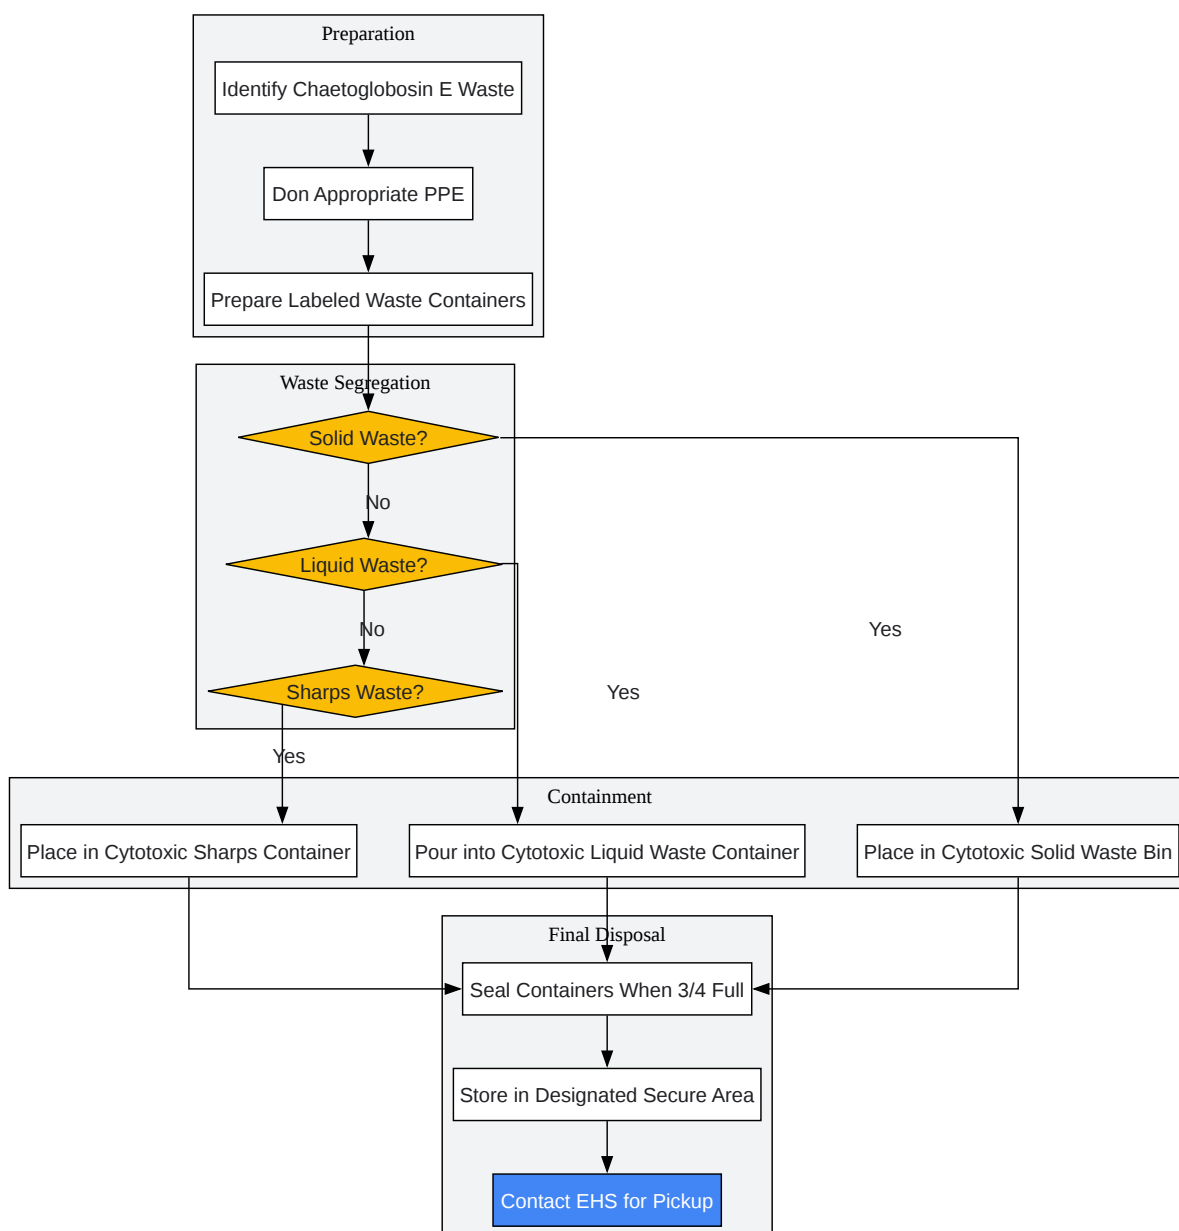 Preparation
Identify Chaetoglobosin E Waste
Don Appropriate PPE
Prepare Labeled Waste Containers
Waste Segregation
Solid Waste?
No
Liquid Waste?
No
Yes
Sharps Waste?
Yes
Yes
Containment
Place in Cytotoxic Sharps Container
Pour into Cytotoxic Liquid Waste Container
Place in Cytotoxic Solid Waste Bin
Final Disposal
Seal Containers When 3/4 Full
Store in Designated Secure Area
Contact EHS for Pickup